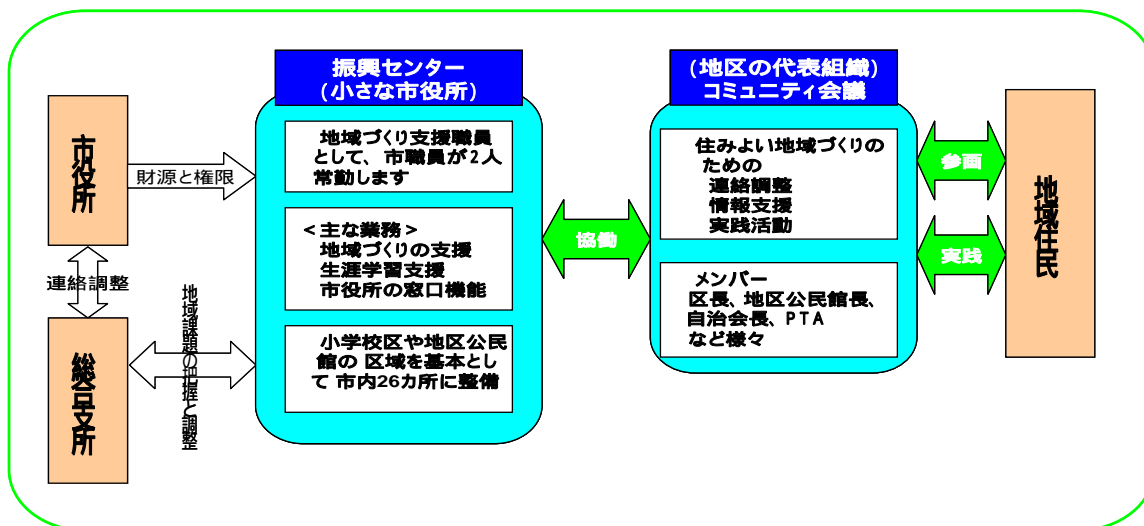 市役所
財源と権限
連絡調整
総合支所
地域課題の把握と調整
振興センター
(小さな市役所)
地域づくり支援職員
として、市職員が2人
常勤します
<主な業務>
地域づくりの支援
生涯学習支援
市役所の窓口機能
小学校区や地区公民
館の 区域を基本とし
て 市内26カ所に整備
協働
(地区の代表組織)
コミュニティ会議
住みよい地域づくりの
ための
連絡調整
情報支援
実践活動
メンバー
区長、地区公民館長、
自治会長、PTA
など様々
参画
実践
地域住民